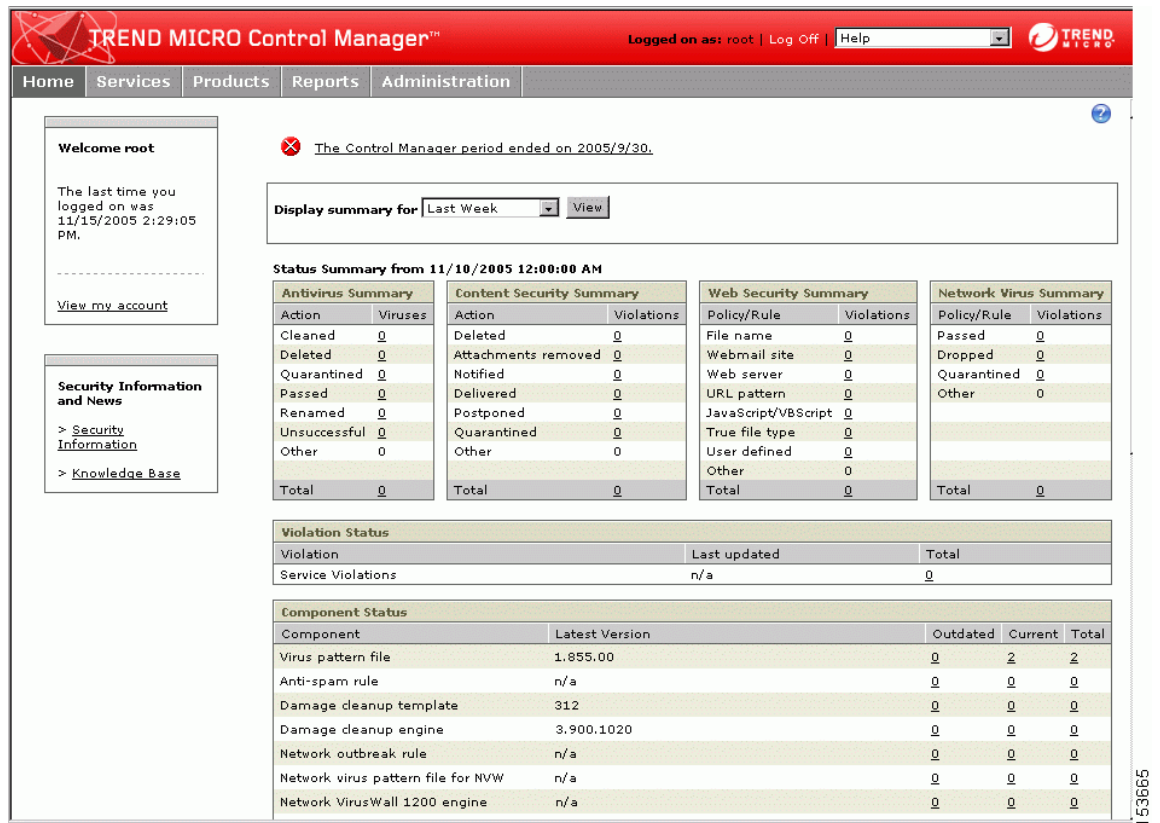 TREND MICRO Control Manager™
Logged on as: root | Log Off | Help
TREND MICRO
Home Services Products Reports Administration
?
Welcome root
The last time you
logged on was
11/15/2005 2:29:05
PM.
View my account
Security Information
and News
> Security
Information
> Knowledge Base
The Control Manager period ended on 2005/9/30.
Display summary for Last Week View
Status Summary from 11/10/2005 12:00:00 AM
Antivirus Summary
Action Viruses
Cleaned 0
Deleted 0
Quarantined 0
Passed 0
Renamed 0
Unsuccessful 0
Other 0
Total 0
Content Security Summary
Action Violations
Deleted 0
Attachments removed 0
Notified 0
Delivered 0
Postponed 0
Quarantined 0
Other 0
Total 0
Web Security Summary
Policy/Rule Violations
File name 0
Webmail site 0
Web server 0
URL pattern 0
JavaScript/VBScript 0
True file type 0
User defined 0
Other 0
Total 0
Network Virus Summary
Policy/Rule Violations
Passed 0
Dropped 0
Quarantined 0
Other 0
Total 0
Violation Status
Violation Last updated Total
Service Violations n/a 0
Component Status
Component Latest Version Outdated Current Total
Virus pattern file 1.855.00 0 2 2
Anti-spam rule n/a 0 0 0
Damage cleanup template 312 0 0 0
Damage cleanup engine 3.900.1020 0 0 0
Network outbreak rule n/a 0 0 0
Network virus pattern file for NVW n/a 0 0 0
Network VirusWall 1200 engine n/a 0 0 0
153665